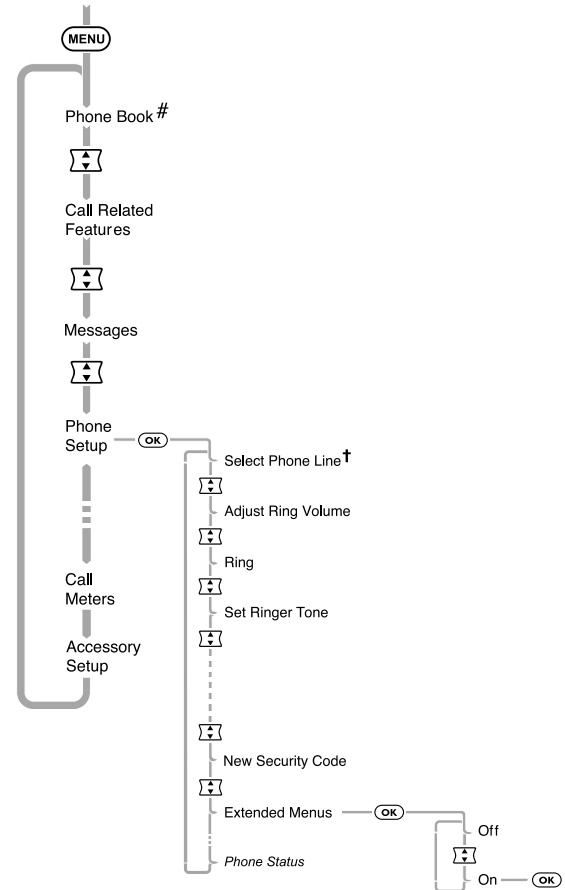 MENU
Phone Book #
Call Related
Features
Messages
Phone
Setup
OK
Select Phone Line†
Adjust Ring Volume
Ring
Set Ringer Tone
Call
Meters
Accessory
Setup
New Security Code
Extended Menus
OK
Off
Phone Status
On
OK